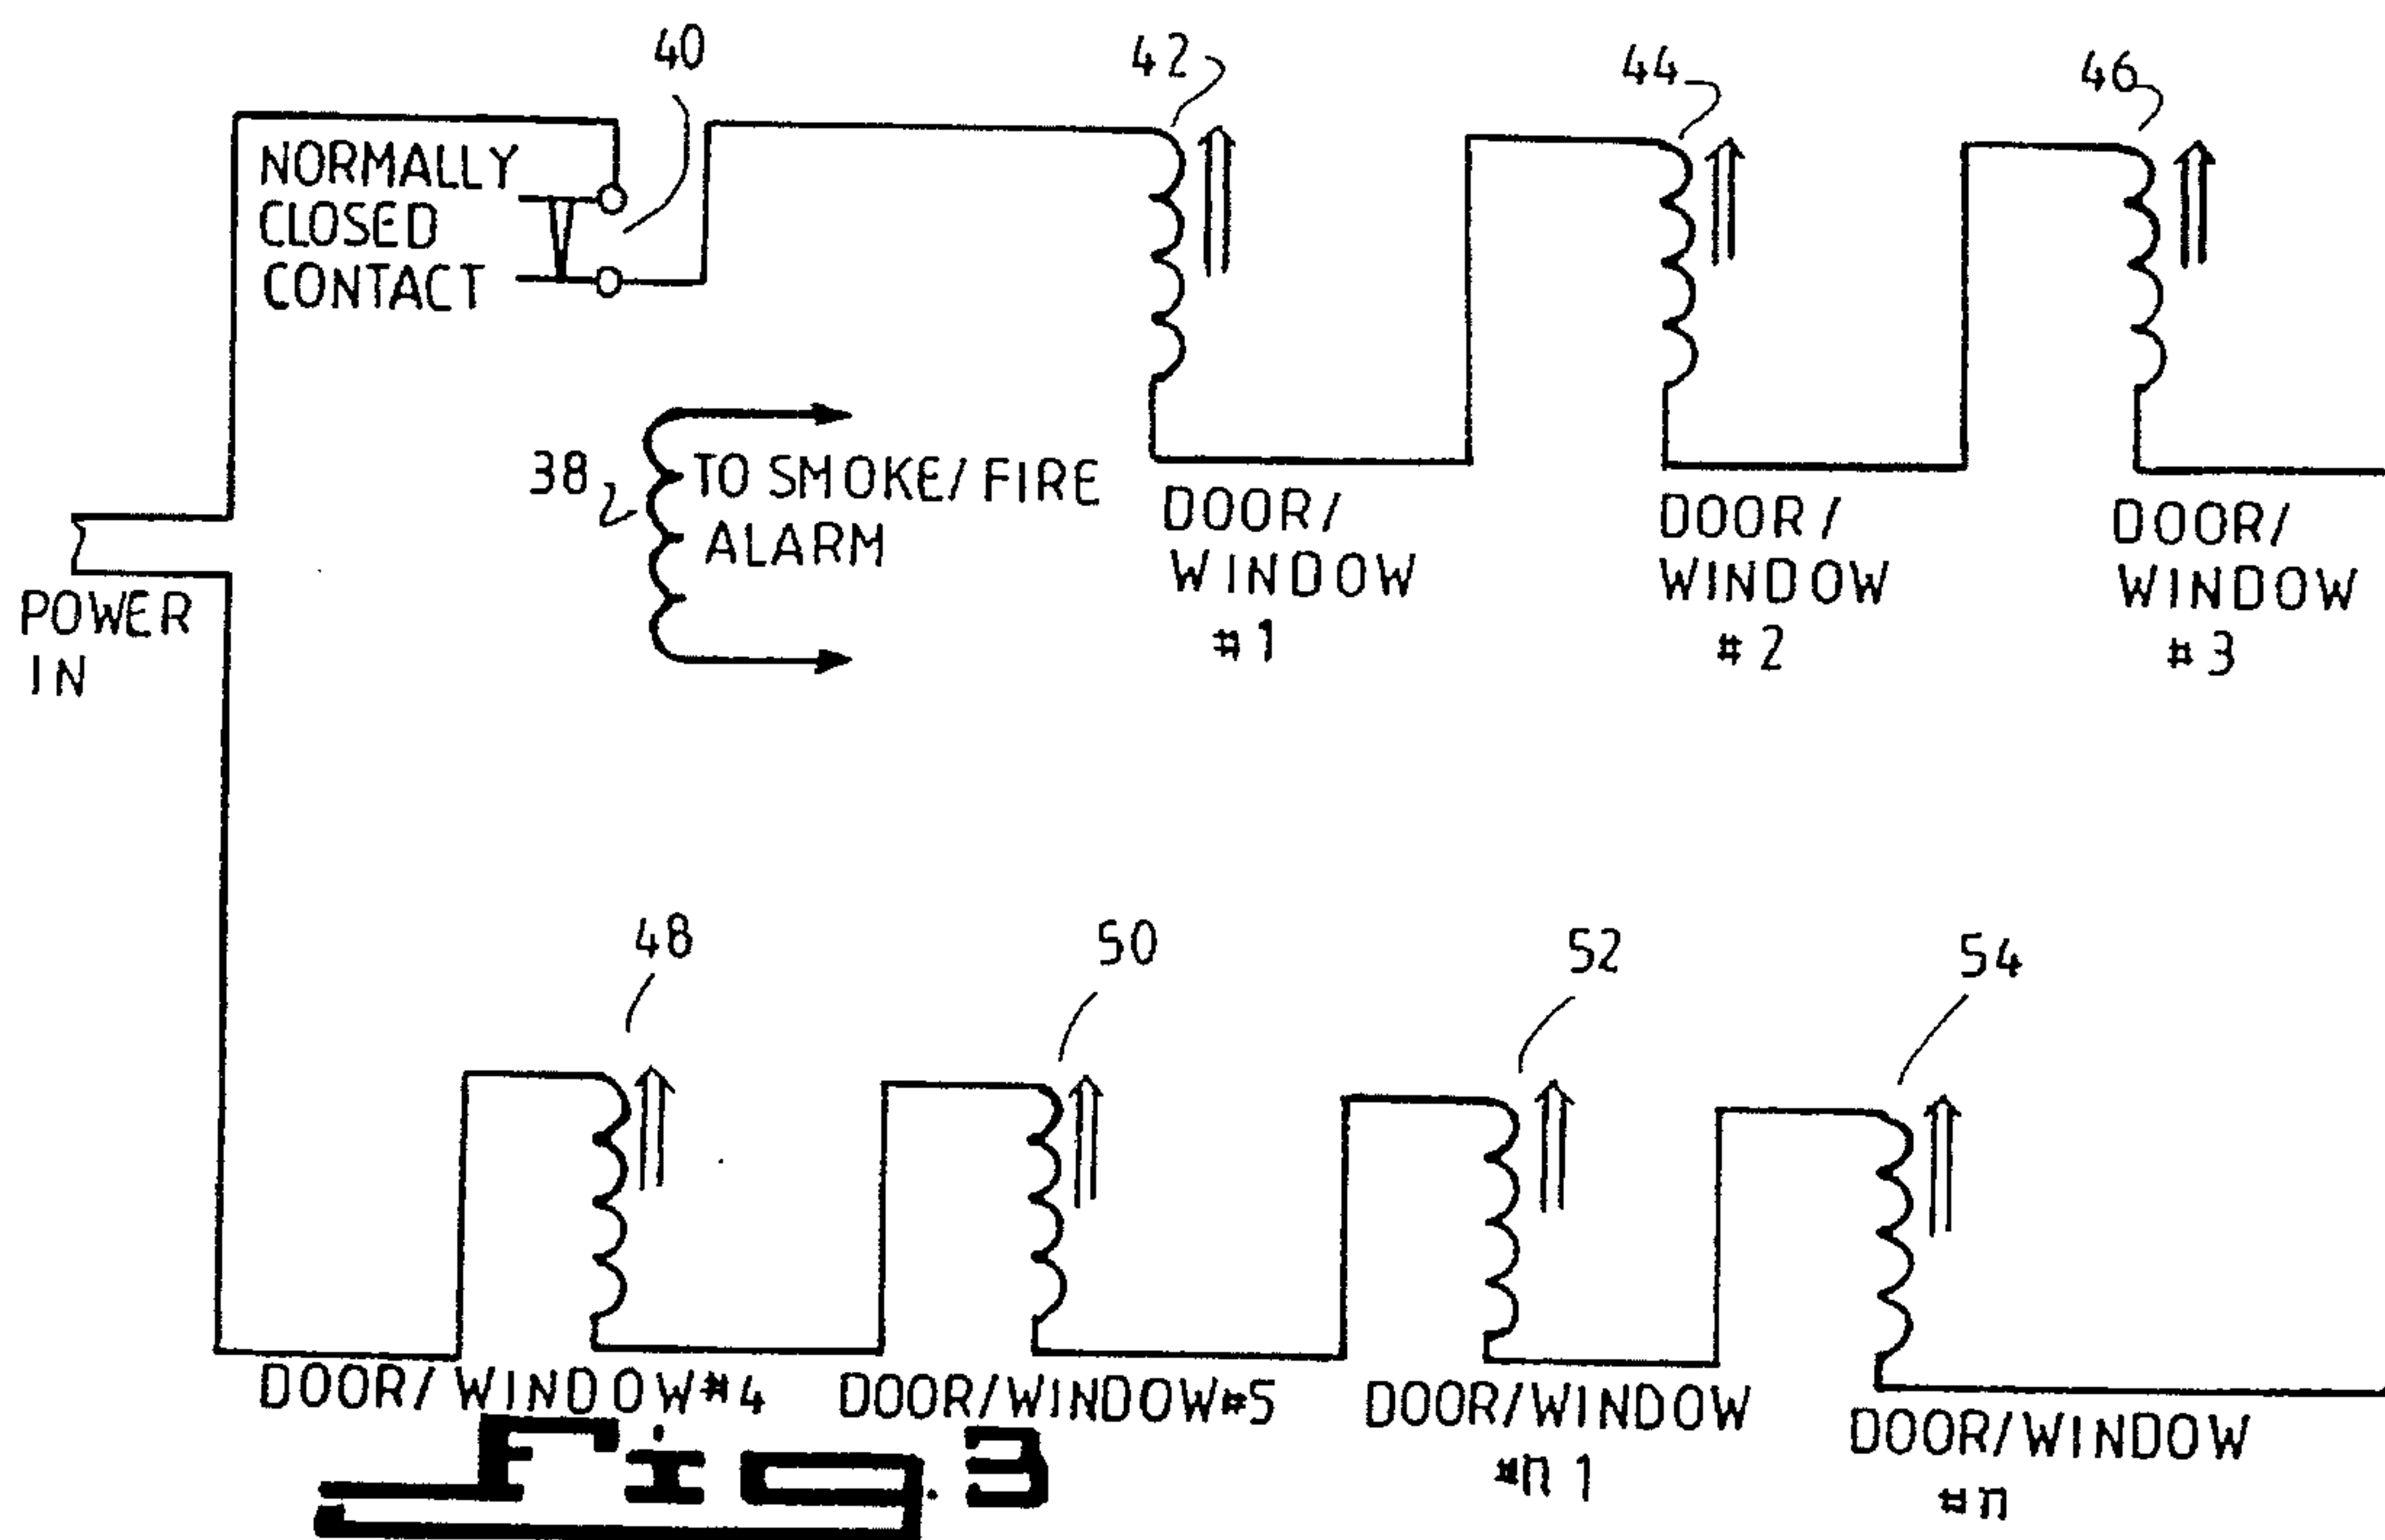 40
42
44
46
NORMALLY
CLOSED
CONTACT
38
TO SMOKE/FIRE
ALARM
DOOR/
WINDOW
#1
DOOR/
WINDOW
#2
DOOR/
WINDOW
#3
POWER
IN
48
50
52
54
DOOR/WINDOW#4
DOOR/WINDOW#5
DOOR/WINDOW
#n 1
DOOR/WINDOW
#n
Fig. 3